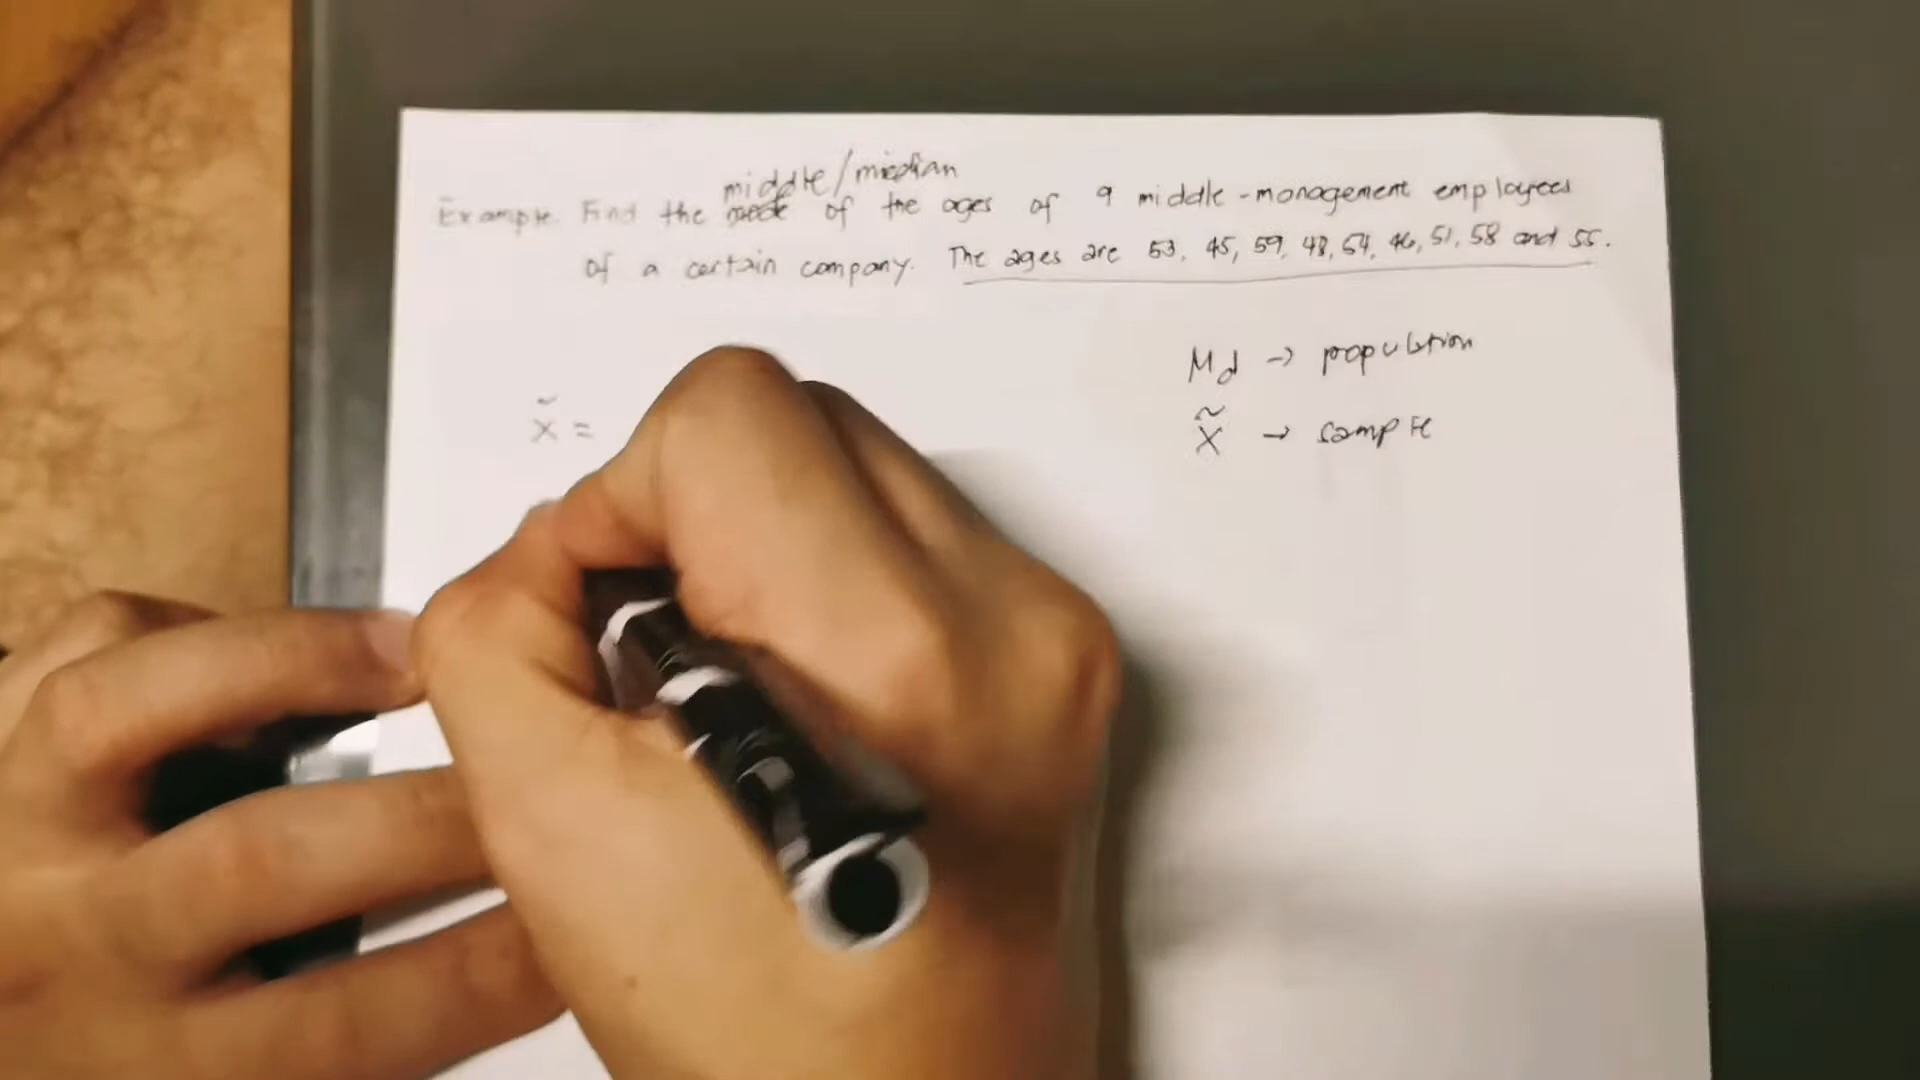 middle/median
Example. Find the of the ages of 9 middle-management employees
of a certain company. The ages are 53, 45, 59, 48, 54, 46, 51, 58 and 55.
Md → population
x̃ =
x̃ → sample